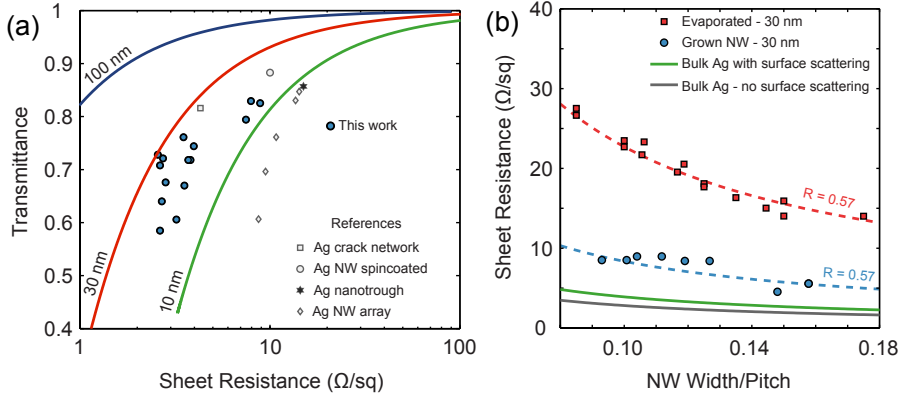 (a)
Transmittance
1
0.9
0.8
0.7
0.6
0.5
0.4
1
10
100
Sheet Resistance (Ω/sq)
100 nm
30 nm
10 nm
This work
References
Ag crack network
Ag NW spincoated
Ag nanotrough
Ag NW array
(b)
Sheet Resistance (Ω/sq)
40
30
20
10
0
0.10
0.14
0.18
NW Width/Pitch
Evaporated - 30 nm
Grown NW - 30 nm
Bulk Ag with surface scattering
Bulk Ag - no surface scattering
R = 0.57
R = 0.57